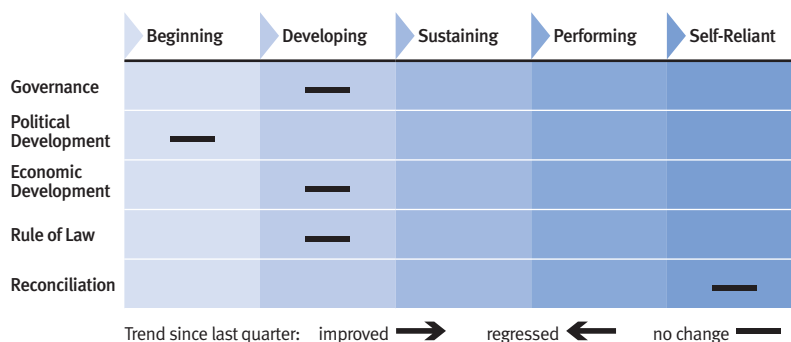 Beginning Developing Sustaining Performing Self-Reliant
Governance
Political
Development
Economic
Development
Rule of Law
Reconciliation
Trend since last quarter: improved regressed no change